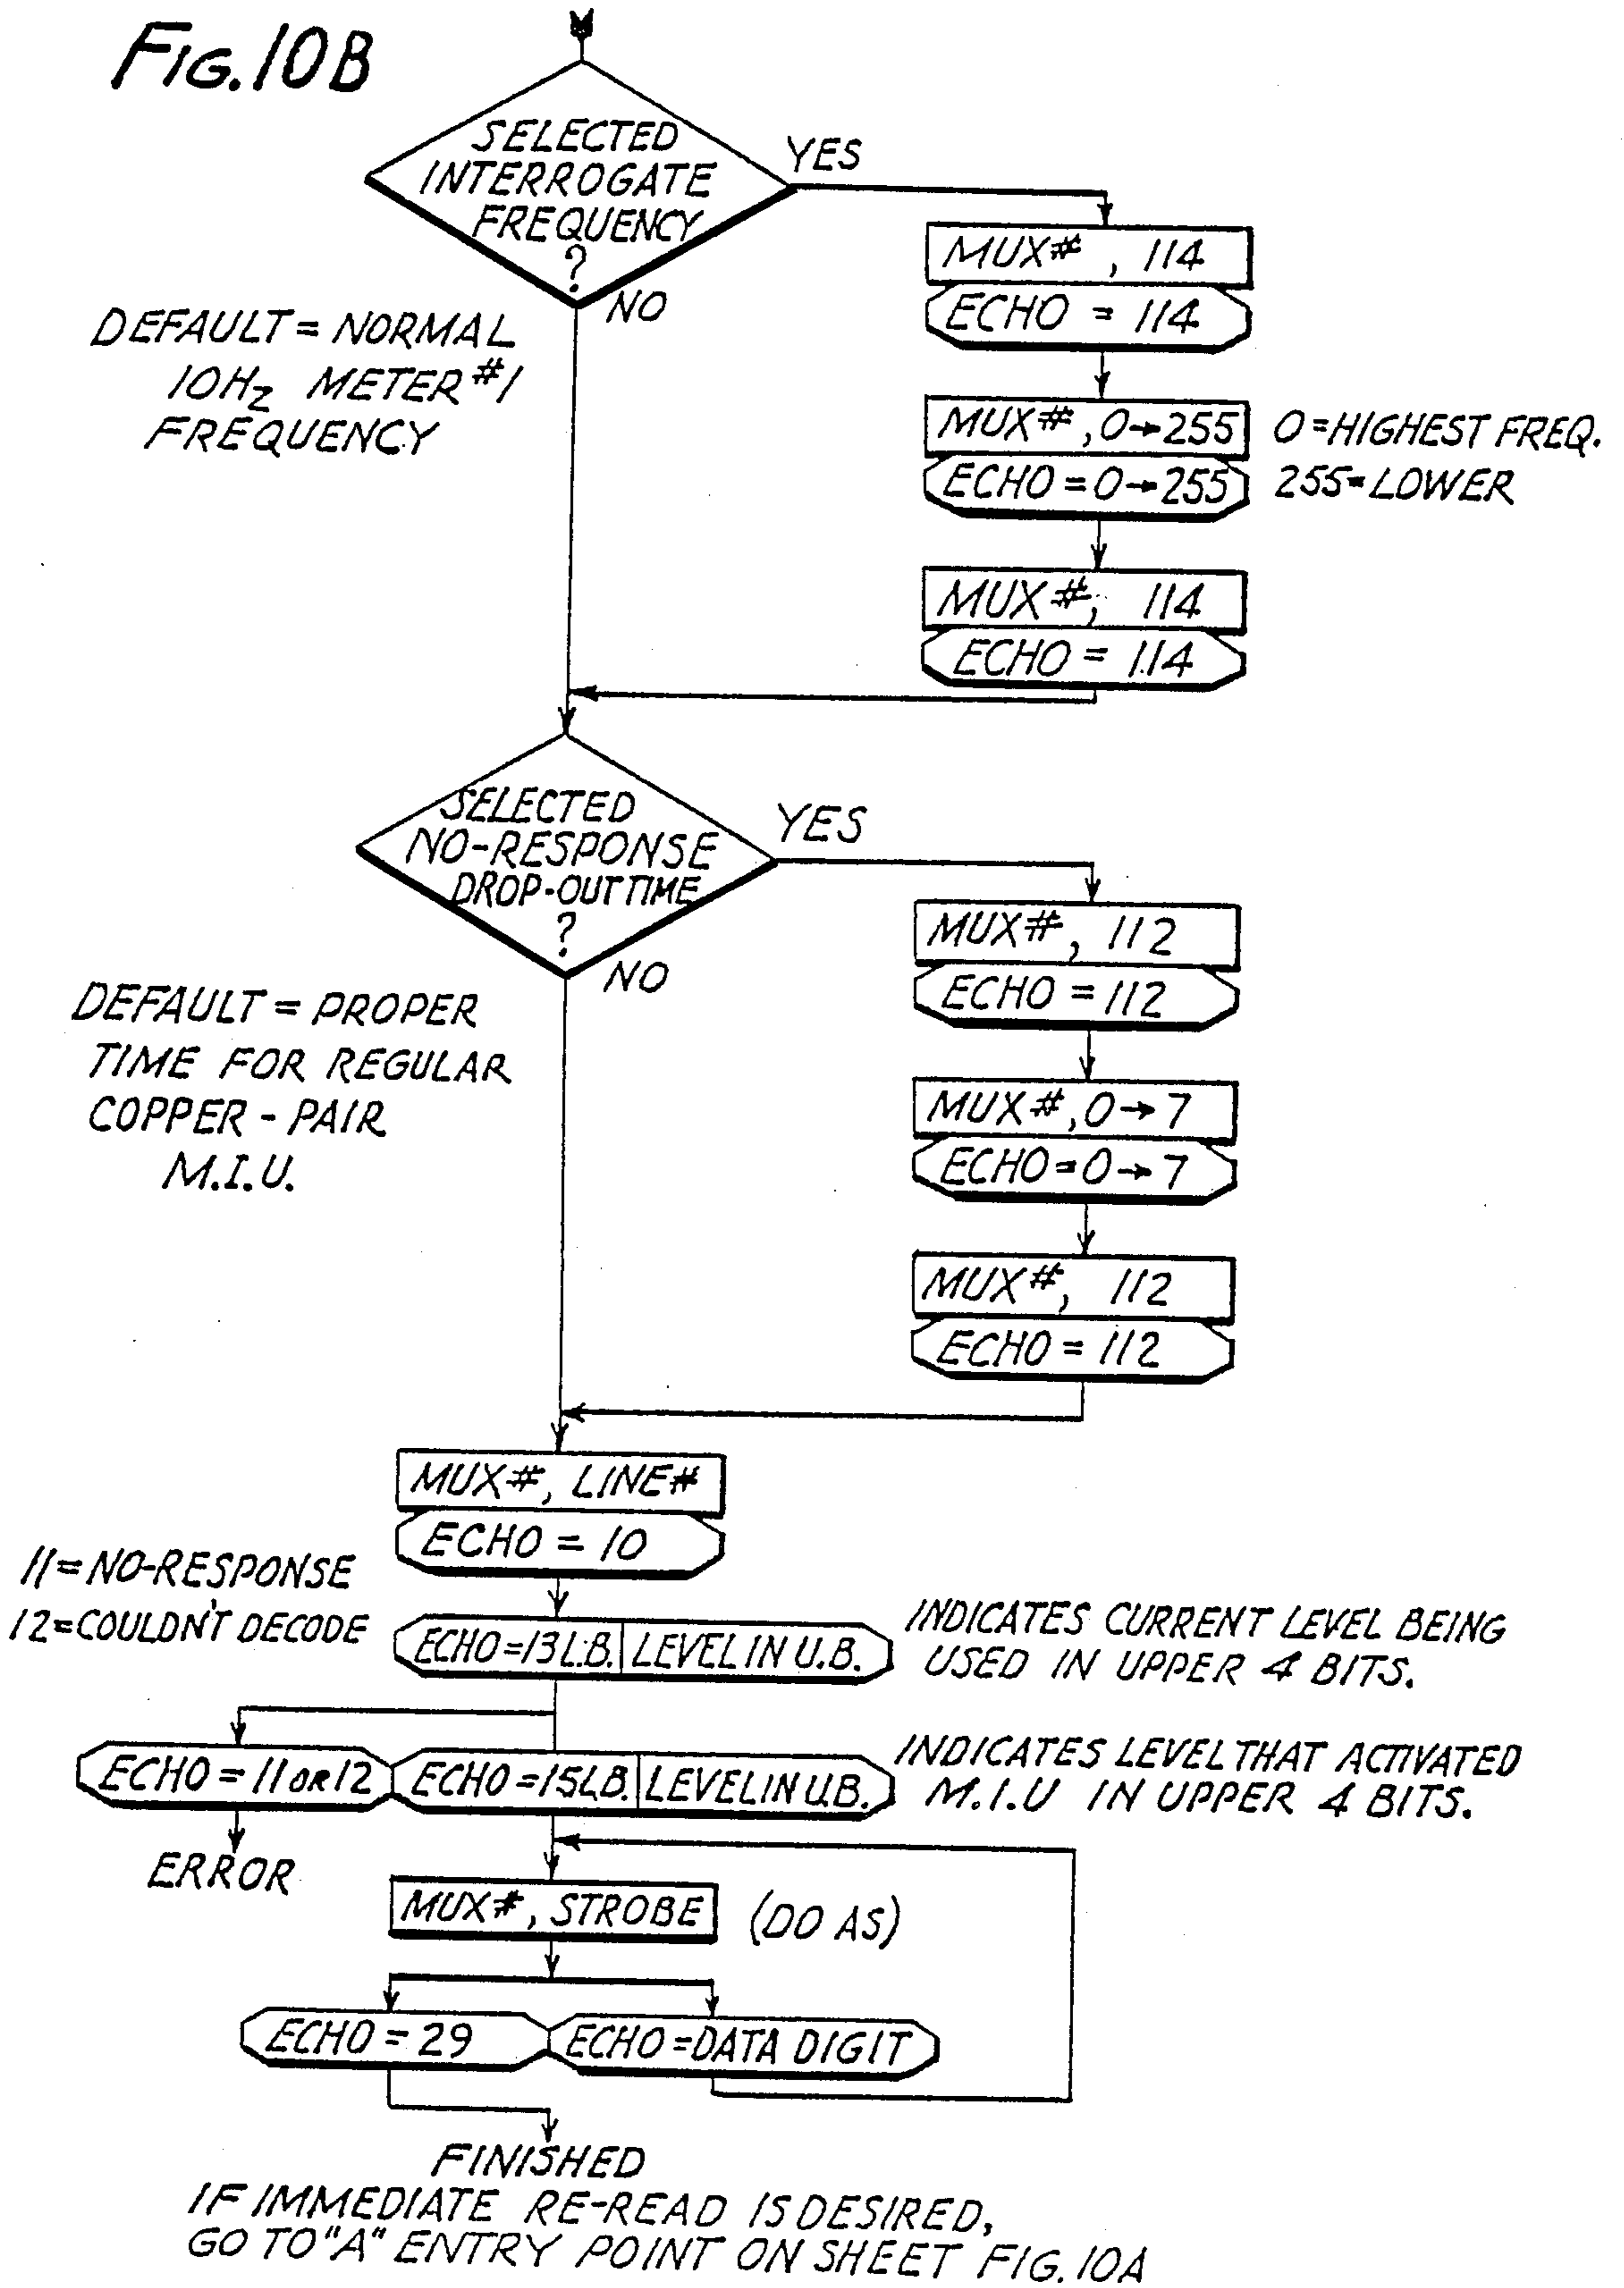 FIG. 10B
SELECTED
INTERROGATE
FREQUENCY
?
YES
NO
DEFAULT = NORMAL
10HZ METER #1
FREQUENCY
MUX# , 114
ECHO = 114
MUX#, 0→255
ECHO = 0→255
0 = HIGHEST FREQ.
255 = LOWER
MUX#, 114
ECHO = 114
SELECTED
NO-RESPONSE
DROP-OUT TIME
?
YES
NO
DEFAULT = PROPER
TIME FOR REGULAR
COPPER - PAIR
M.I.U.
MUX#, 112
ECHO = 112
MUX#, 0→7
ECHO = 0→7
MUX#, 112
ECHO = 112
MUX#, LINE#
ECHO = 10
11 = NO-RESPONSE
12 = COULDN'T DECODE
ECHO = 13 L.B. LEVEL IN U.B.
INDICATES CURRENT LEVEL BEING
USED IN UPPER 4 BITS.
ECHO = 11 OR 12
ECHO = 15 L.B. LEVEL IN U.B.
INDICATES LEVEL THAT ACTIVATED
M.I.U IN UPPER 4 BITS.
ERROR
MUX#, STROBE
(DO AS)
ECHO = 29
ECHO = DATA DIGIT
FINISHED
IF IMMEDIATE RE-READ IS DESIRED,
GO TO "A" ENTRY POINT ON SHEET FIG. 10A